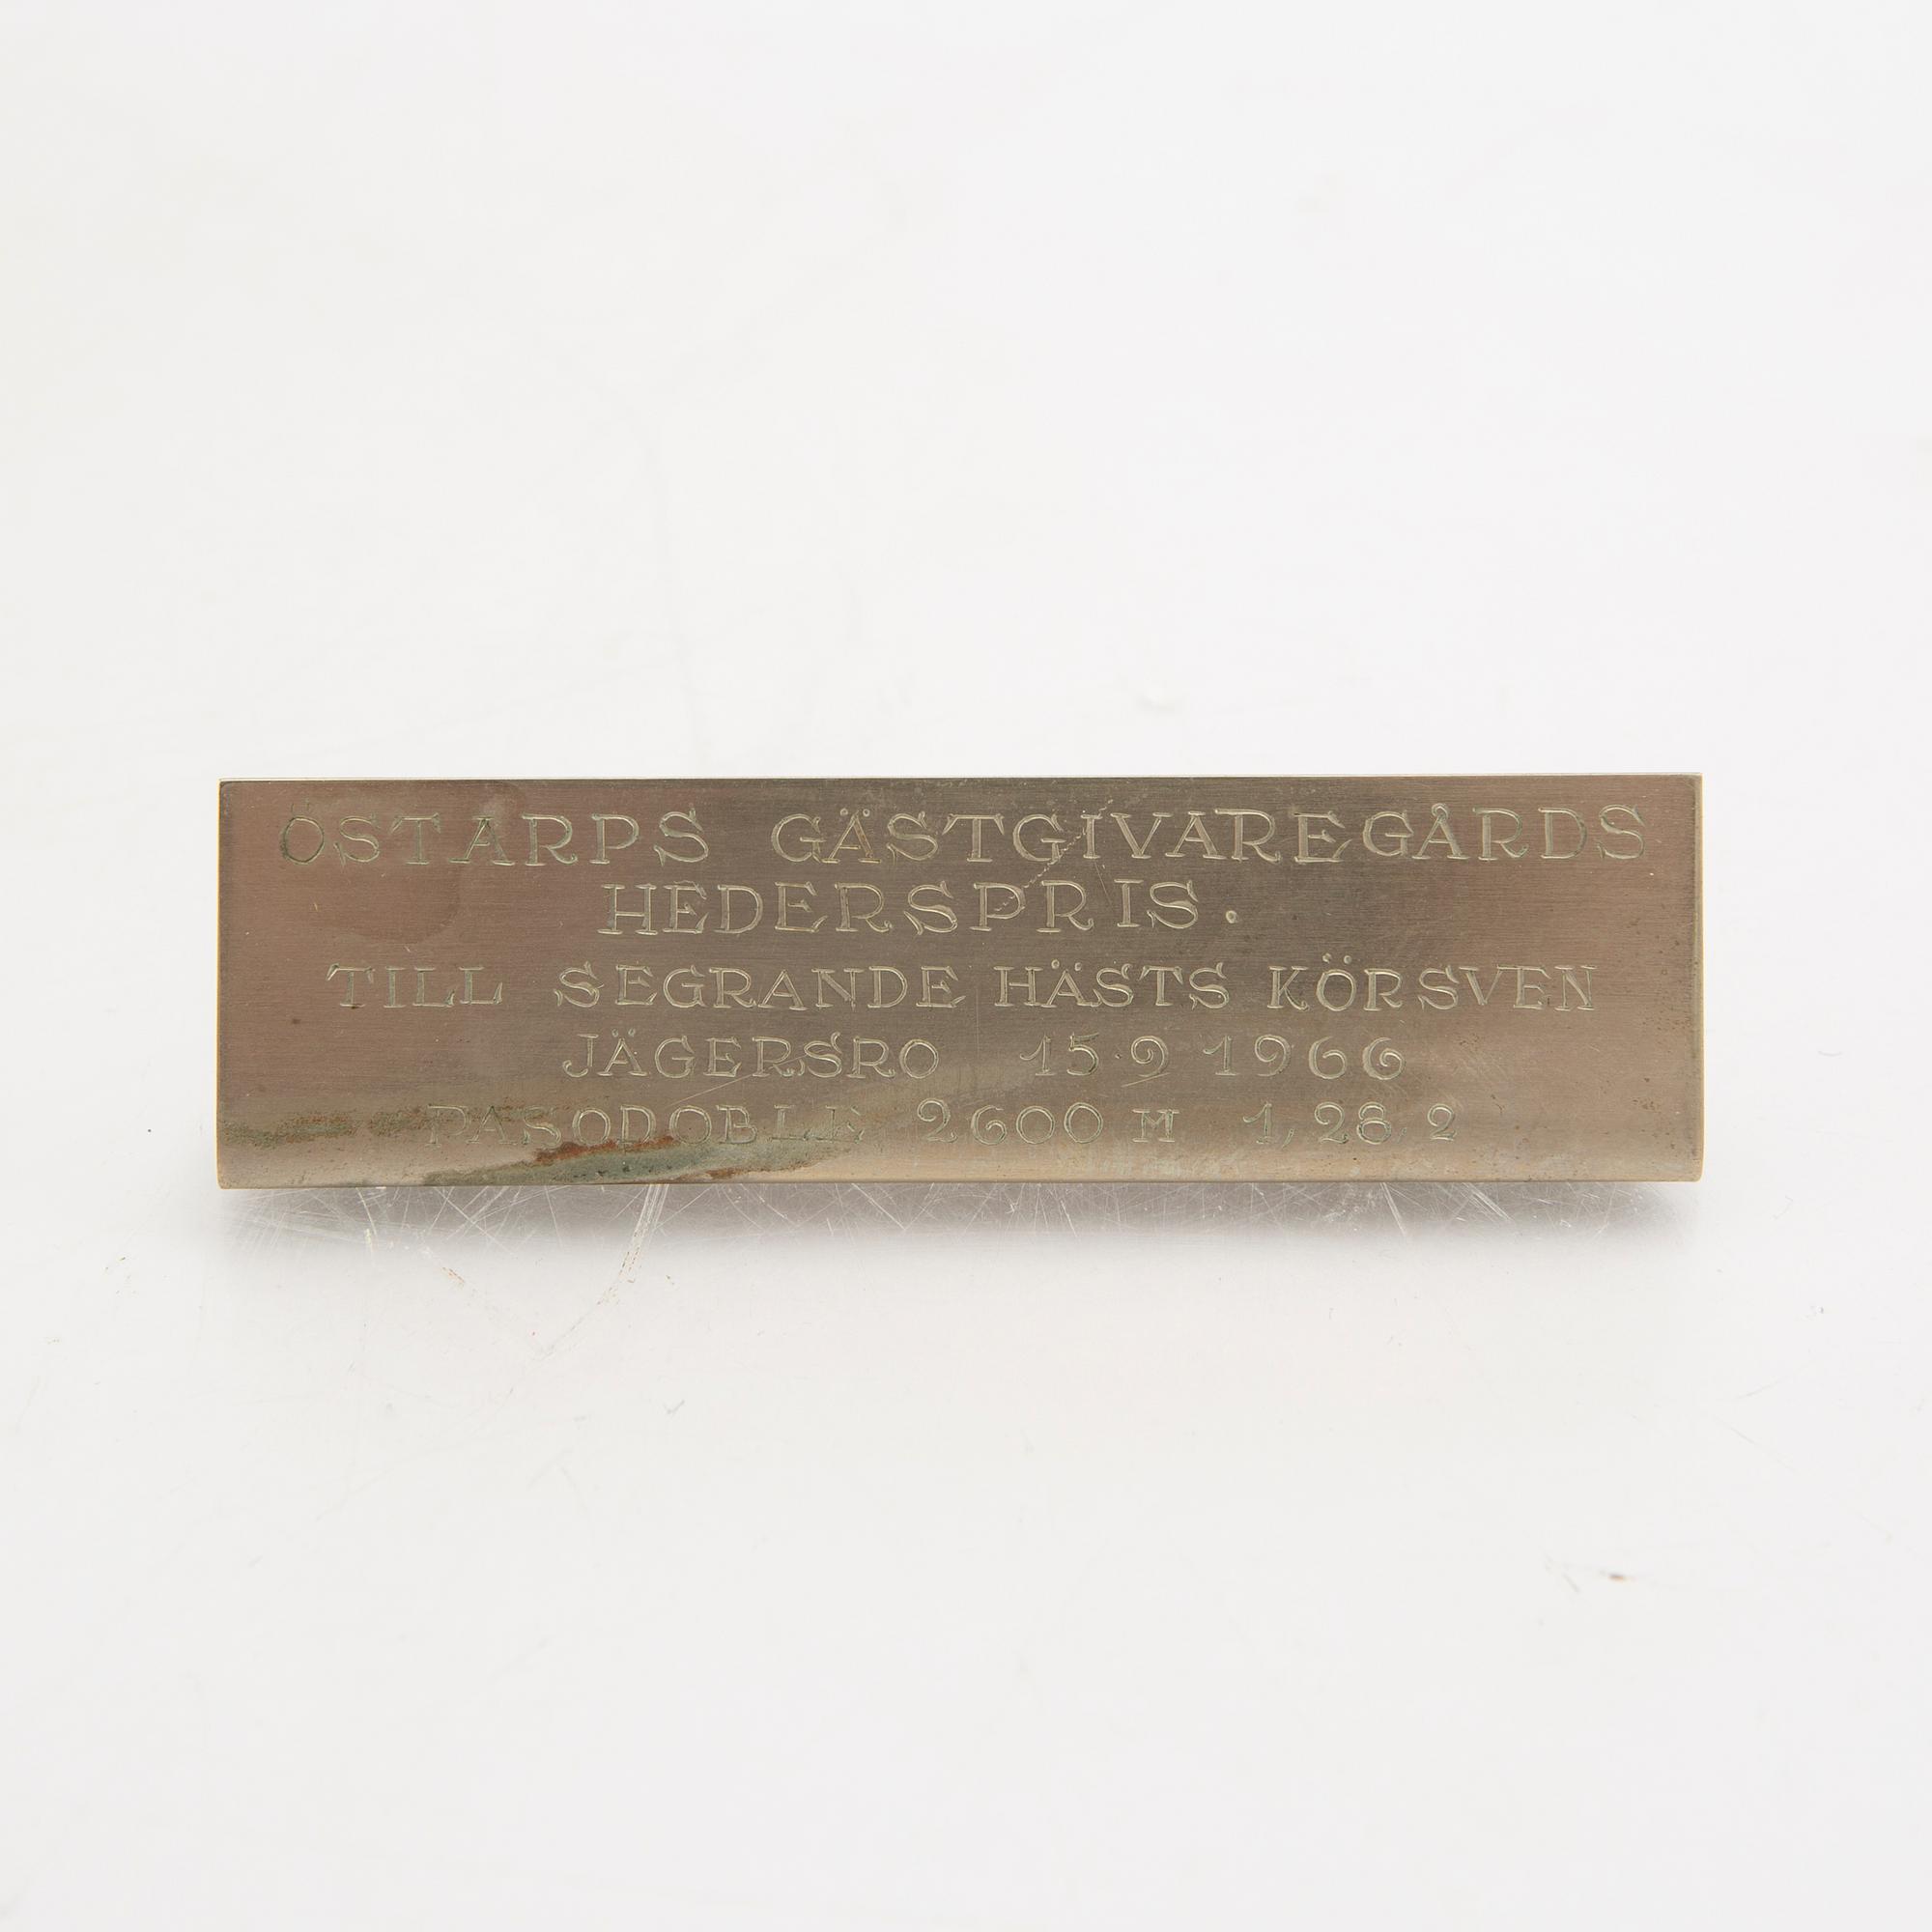 ÖSTARPS GÄSTGIVAREGÅRDS
HEDERSPRIS.
TILL SEGRANDE HÄSTS KÖRSVEN
JÄGERSRO 15·9 1966
PASODOBLE 2600 M 1,28,2